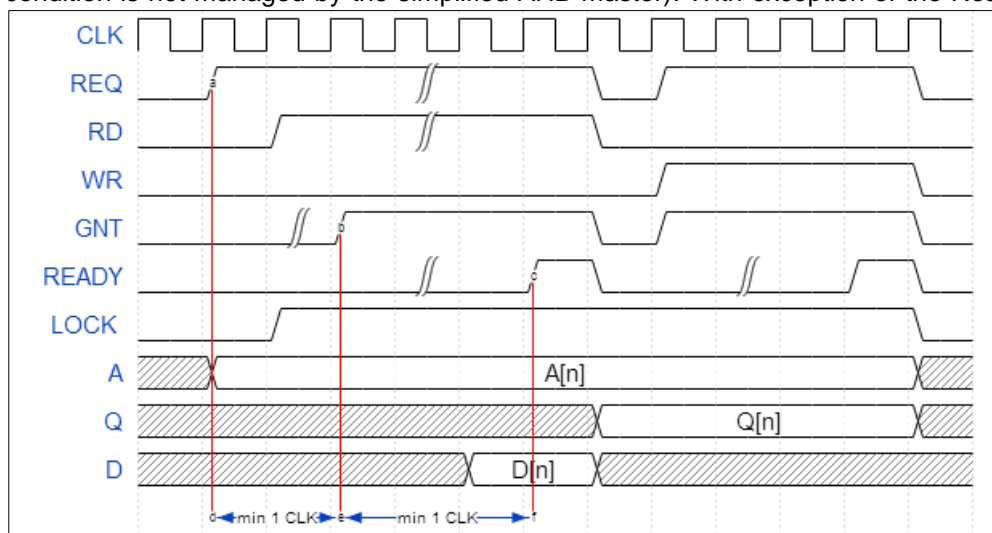 CLK
REQ
a
RD
WR
GNT
b
READY
c
LOCK
A
A[n]
Q
Q[n]
D
D[n]
d min 1 CLK e min 1 CLK f